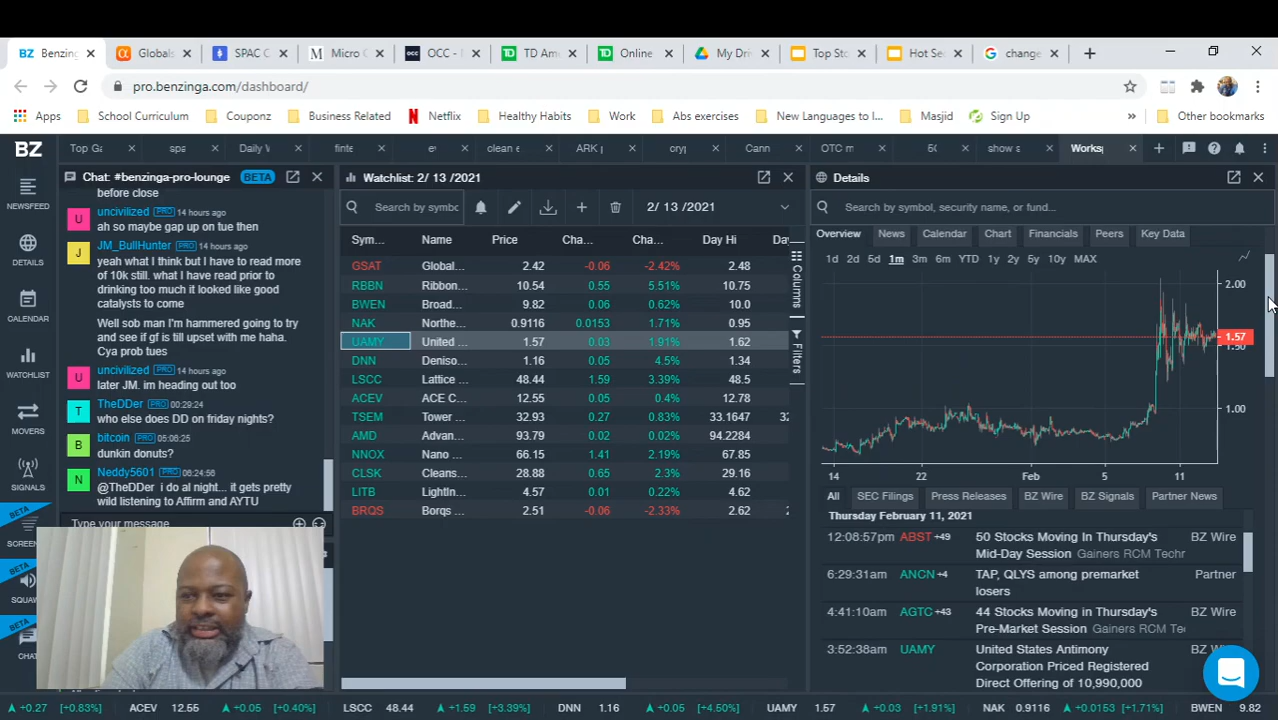 BZ Benzing
Globals
SPAC C
Micro C
OCC - I
TD Ame
Online
My Driv
Top Sto
Hot Sec
change
pro.benzinga.com/dashboard/
Apps School Curriculum Couponz Business Related Netflix Healthy Habits Work Abs exercises New Languages to l... Masjid Sign Up » Other bookmarks
BZ
Top Ga
spa
Daily V
finte
clean e
ARK p
cryp
Cann
OTC m
show s
Worksp
NEWSFEED
DETAILS
CALENDAR
WATCHLIST
MOVERS
SIGNALS
BETA
SCREEN
BETA
SQUAW
BETA
CHAT
Chat: #benzinga-pro-lounge BETA
before close
uncivilized PRO 14 hours ago
ah so maybe gap up on tue then
JM_BullHunter PRO 14 hours ago
yeah what I think but I have to read more
of 10k still. what I have read prior to
drinking too much it looked like good
catalysts to come
Well sob man I'm hammered going to try
and see if gf is till upset with me haha.
Cya prob tues
uncivilized PRO 14 hours ago
later JM. im heading out too
TheDDer PRO 00:29:24
who else does DD on friday nights?
bitcoin PRO 05:06:25
dunkin donuts?
Neddy5601 PRO 06:24:56
@TheDDer i do al night... it gets pretty
wild listening to Affirm and AYTU
Type your message
Watchlist: 2/ 13 /2021
Search by symbo
2/ 13 /2021
Sym... Name Price Cha... Cha... Day Hi Da
GSAT Global... 2.42 -0.06 -2.42% 2.48
RBBN Ribbon... 10.54 0.55 5.51% 10.75
BWEN Broad... 9.82 0.06 0.62% 10.0
NAK Northe... 0.9116 0.0153 1.71% 0.95
UAMY United ... 1.57 0.03 1.91% 1.62
DNN Deniso... 1.16 0.05 4.5% 1.34
LSCC Lattice ... 48.44 1.59 3.39% 48.5
ACEV ACE C... 12.55 0.05 0.4% 12.78
TSEM Tower ... 32.93 0.27 0.83% 33.1647 32
AMD Advan... 93.79 0.02 0.02% 94.2284
NNOX Nano ... 66.15 1.41 2.19% 67.85
CLSK Cleans... 28.88 0.65 2.3% 29.16
LITB LightIn... 4.57 0.01 0.22% 4.62
BRQS Borqs ... 2.51 -0.06 -2.33% 2.62 2
Columns
Filters
Details
Search by symbol, security name, or fund...
Overview News Calendar Chart Financials Peers Key Data
1d 2d 5d 1m 3m 6m YTD 1y 2y 5y 10y MAX
2.00
1.57
1.50
1.00
14 22 Feb 5 11
All SEC Filings Press Releases BZ Wire BZ Signals Partner News
Thursday February 11, 2021
12:08:57pm ABST +49 50 Stocks Moving In Thursday's BZ Wire
Mid-Day Session Gainers RCM Techr
6:29:31am ANCN +4 TAP, QLYS among premarket Partner
losers
4:41:10am AGTC +43 44 Stocks Moving in Thursday's BZ Wire
Pre-Market Session Gainers RCM Te
3:52:38am UAMY United States Antimony BZ Wire
Corporation Priced Registered
Direct Offering of 10,990,000
+0.27 [+0.83%] ACEV 12.55 +0.05 [+0.40%] LSCC 48.44 +1.59 [+3.39%] DNN 1.16 +0.05 [+4.50%] UAMY 1.57 +0.03 [+1.91%] NAK 0.9116 +0.0153 [+1.71%] BWEN 9.82